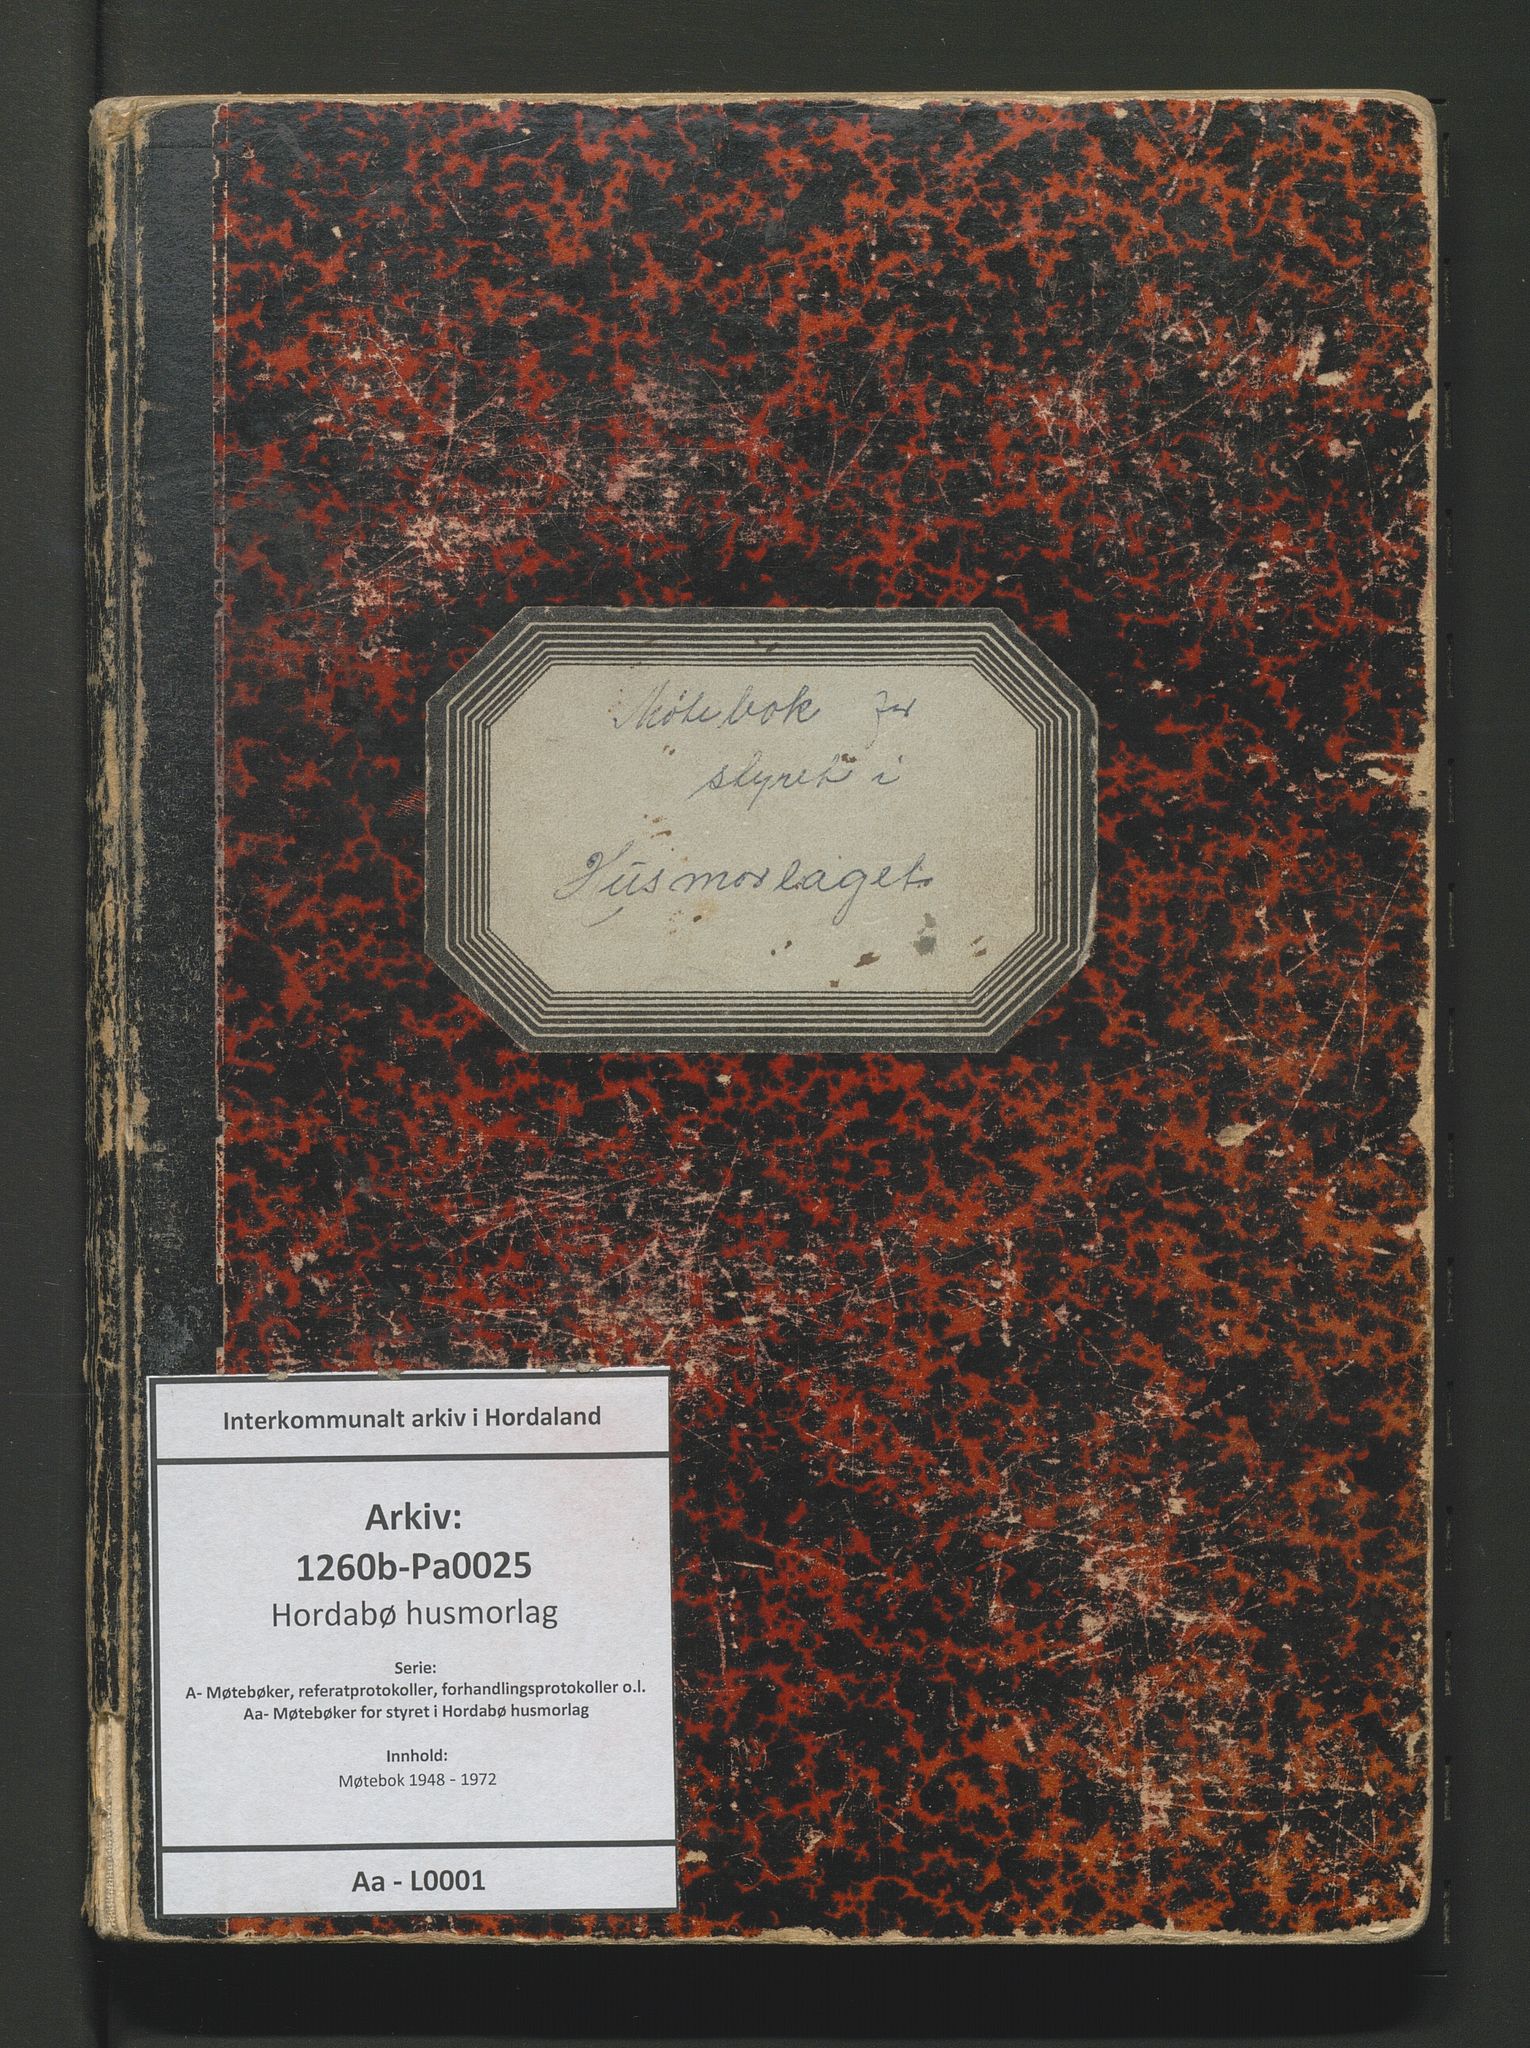 Møtebok for
styret i
Husmorlaget.
Interkommunalt arkiv i Hordaland
Arkiv:
1260b-Pa0025
Hordabø husmorlag
Serie:
A- Møtebøker, referatprotokoller, forhandlingsprotokoller o.l.
Aa- Møtebøker for styret i Hordabø husmorlag
Innhold:
Møtebok 1948 - 1972
Aa - L0001